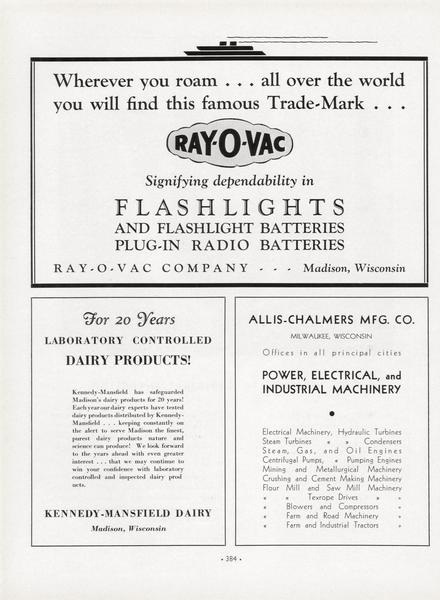 Wherever you roam . . . all over the world
you will find this famous Trade-Mark . . .
RAY-O-VAC
Signifying dependability in
FLASHLIGHTS
AND FLASHLIGHT BATTERIES
PLUG-IN RADIO BATTERIES
RAY-O-VAC COMPANY - - - Madison, Wisconsin
For 20 Years
LABORATORY CONTROLLED
DAIRY PRODUCTS!
Kennedy-Mansfield has safeguarded
Madison's dairy products for 20 years!
Each year our dairy experts have tested
dairy products distributed by Kennedy-
Mansfield . . . keeping constantly on
the alert to serve Madison the finest,
purest dairy products nature and
science can produce! We look forward
to the years ahead with even greater
interest . . . that we may continue to
win your confidence with laboratory
controlled and inspected dairy prod
ucts.
KENNEDY-MANSFIELD DAIRY
Madison, Wisconsin
ALLIS-CHALMERS MFG. CO.
MILWAUKEE, WISCONSIN
Offices in all principal cities
POWER, ELECTRICAL, and
INDUSTRIAL MACHINERY
●
Electrical Machinery, Hydraulic Turbines
Steam Turbines « » Condensers
Steam, Gas, and Oil Engines
Centrifugal Pumps, « Pumping Engines
Mining and Metallurgical Machinery
Crushing and Cement Making Machinery
Flour Mill and Saw Mill Machinery
« « Texrope Drives » »
« Blowers and Compressors »
« Farm and Road Machinery »
« Farm and Industrial Tractors »
• 384 •